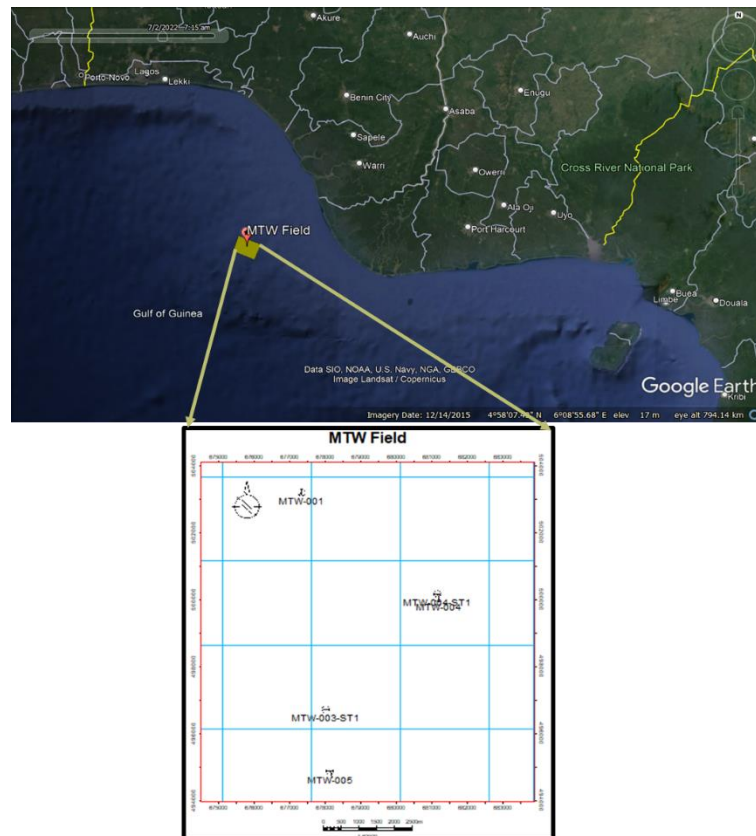 7/2/2022 7:15 am
N
Akure
Auchi
Porto-Novo
Lagos
Lekki
Benin City
Enugu
Asaba
Sapele
Cross River National Park
Warri
Owerri
Ala Oji
Uyo
Port Harcourt
MTW Field
Gulf of Guinea
Buea
Limbe
Douala
Data SIO, NOAA, U.S. Navy, NGA, GEBCO
Image Landsat / Copernicus
Google Earth
Kribi
Imagery Date: 12/14/2015 4°58'07.48" N 6°08'55.68" E elev 17 m eye alt 794.14 km
MTW Field
MTW-001
MTW-004-ST1
MTW-004
MTW-003-ST1
MTW-005
0 500 1000 1500 2000 2500m